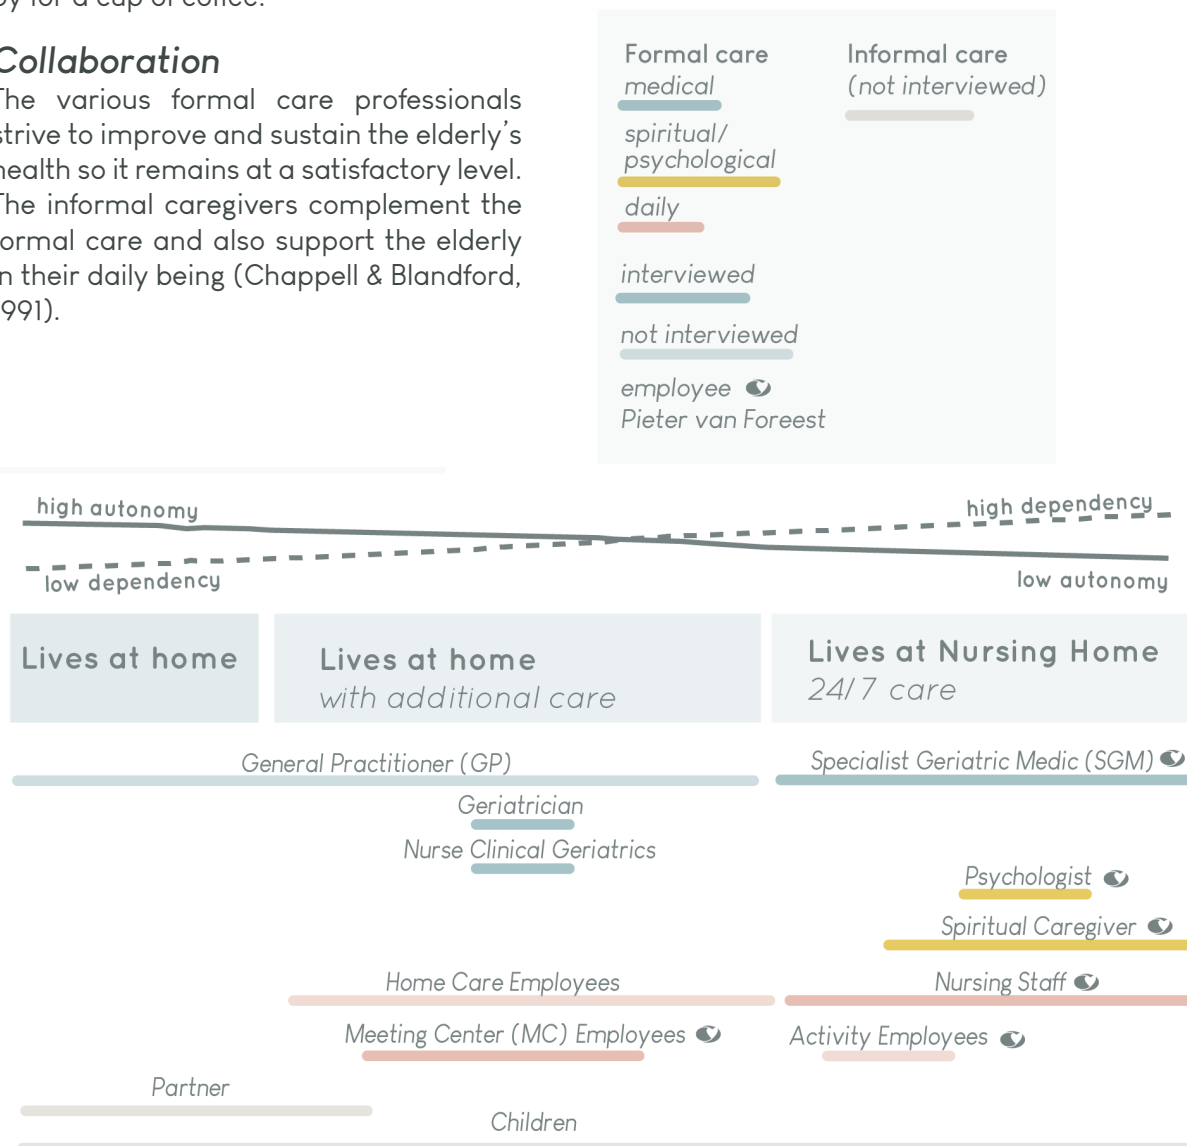 for a cup of coffee.
Collaboration
The various formal care professionals
strive to improve and sustain the elderly's
health so it remains at a satisfactory level.
The informal caregivers complement the
formal care and also support the elderly
in their daily being (Chappell & Blandford,
1991).
Formal care
medical
spiritual/
psychological
daily
interviewed
not interviewed
employee
Pieter van Foreest
Informal care
(not interviewed)
high autonomy
high dependency
low dependency
low autonomy
Lives at home
Lives at home
with additional care
Lives at Nursing Home
24/7 care
General Practitioner (GP)
Specialist Geriatric Medic (SGM)
Geriatrician
Nurse Clinical Geriatrics
Psychologist
Spiritual Caregiver
Home Care Employees
Nursing Staff
Meeting Center (MC) Employees
Activity Employees
Partner
Children